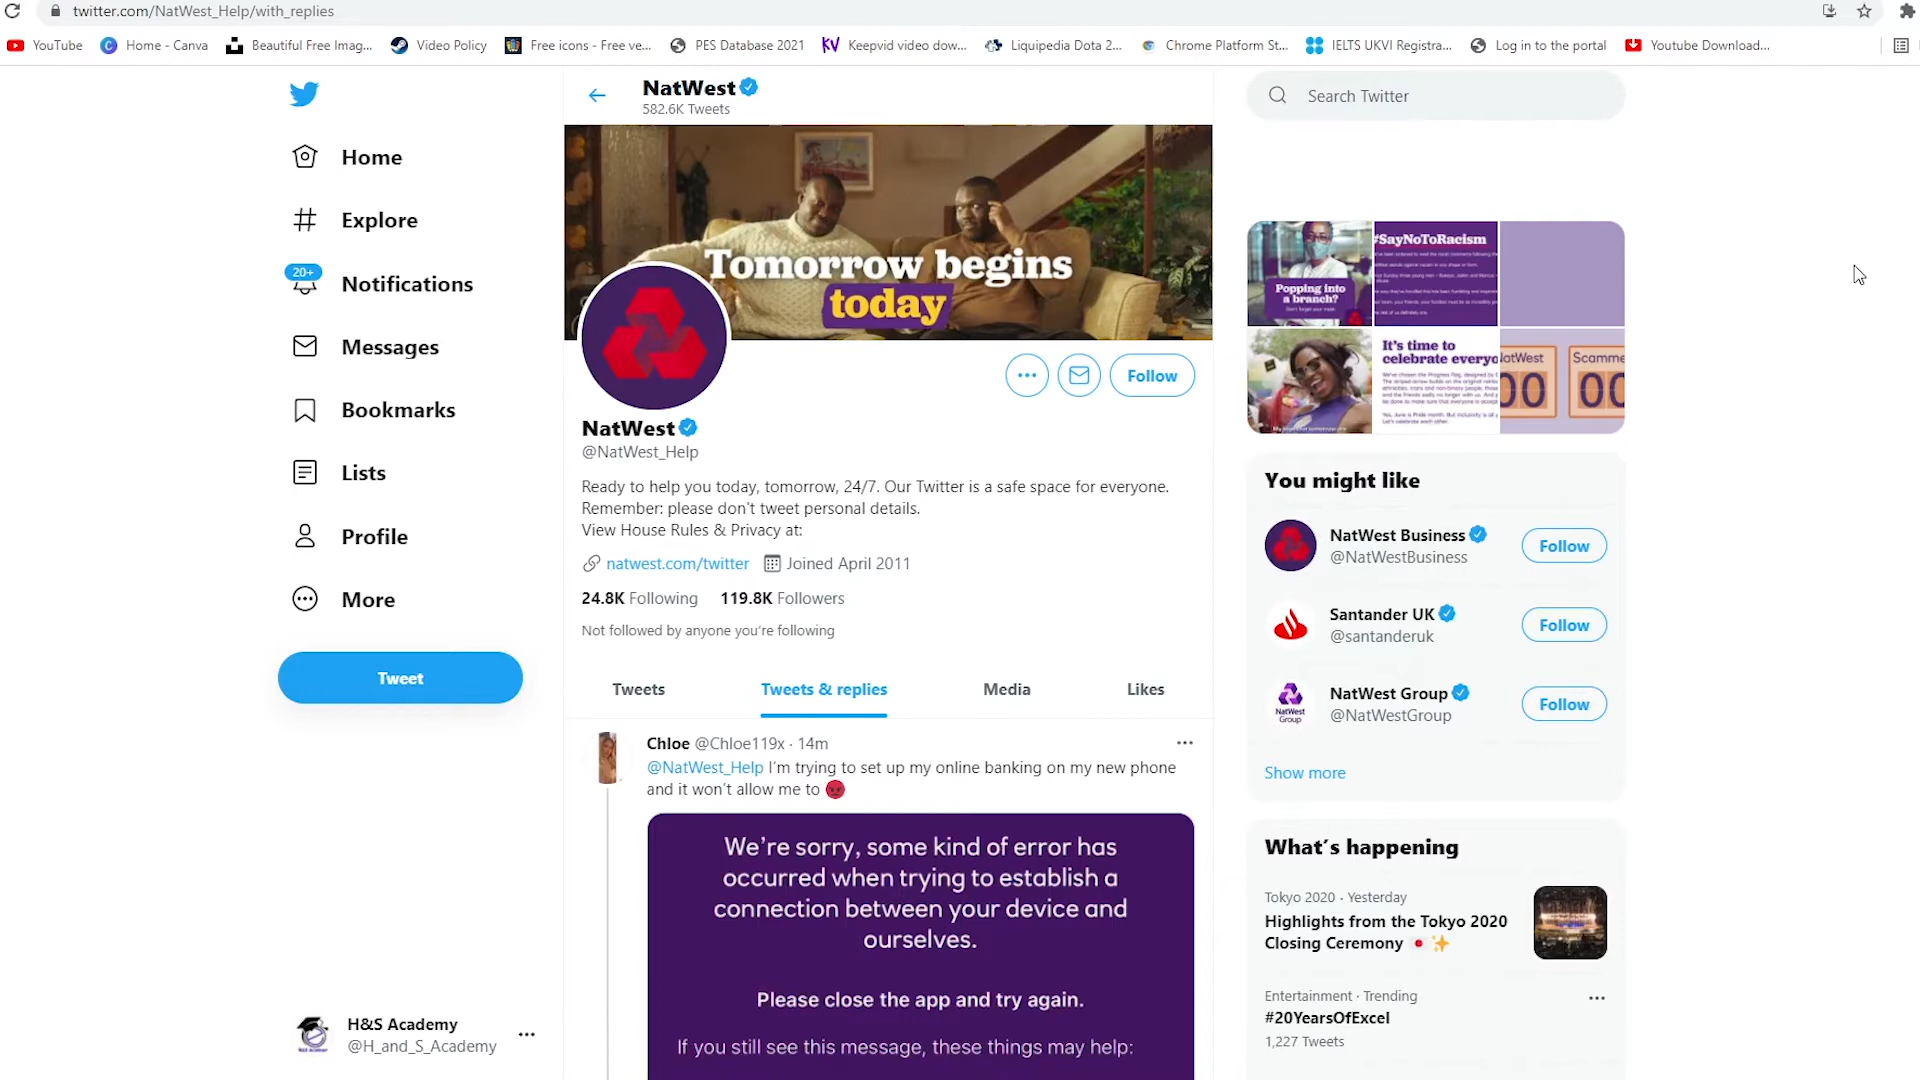 twitter.com/NatWest_Help/with_replies
YouTube
Home - Canva
Beautiful Free Imag...
Video Policy
Free icons - Free ve...
PES Database 2021
KV
Keepvid video dow...
Liquipedia Dota 2...
Chrome Platform St...
IELTS UKVI Registra...
Log in to the portal
Youtube Download...
NatWest
582.6K Tweets
Search Twitter
Home
Explore
20+
Notifications
Messages
Bookmarks
Lists
Profile
More
Tweet
H&S Academy
@H_and_S_Academy
Tomorrow begins
today
Follow
NatWest
@NatWest_Help
Ready to help you today, tomorrow, 24/7. Our Twitter is a safe space for everyone.
Remember: please don't tweet personal details.
View House Rules & Privacy at:
natwest.com/twitter
Joined April 2011
24.8K Following
119.8K Followers
Not followed by anyone you're following
Tweets
Tweets & replies
Media
Likes
Chloe @Chloe119x · 14m
@NatWest_Help I'm trying to set up my online banking on my new phone
and it won't allow me to
We're sorry, some kind of error has
occurred when trying to establish a
connection between your device and
ourselves.
Please close the app and try again.
If you still see this message, these things may help:
Popping into
a branch?
#SayNoToRacism
It's time to
celebrate everyo
NatWest
00
Scamme
00
You might like
NatWest Business
@NatWestBusiness
Follow
Santander UK
@santanderuk
Follow
NatWest
Group
NatWest Group
@NatWestGroup
Follow
Show more
What's happening
Tokyo 2020 · Yesterday
Highlights from the Tokyo 2020
Closing Ceremony
Entertainment · Trending
#20YearsOfExcel
1,227 Tweets